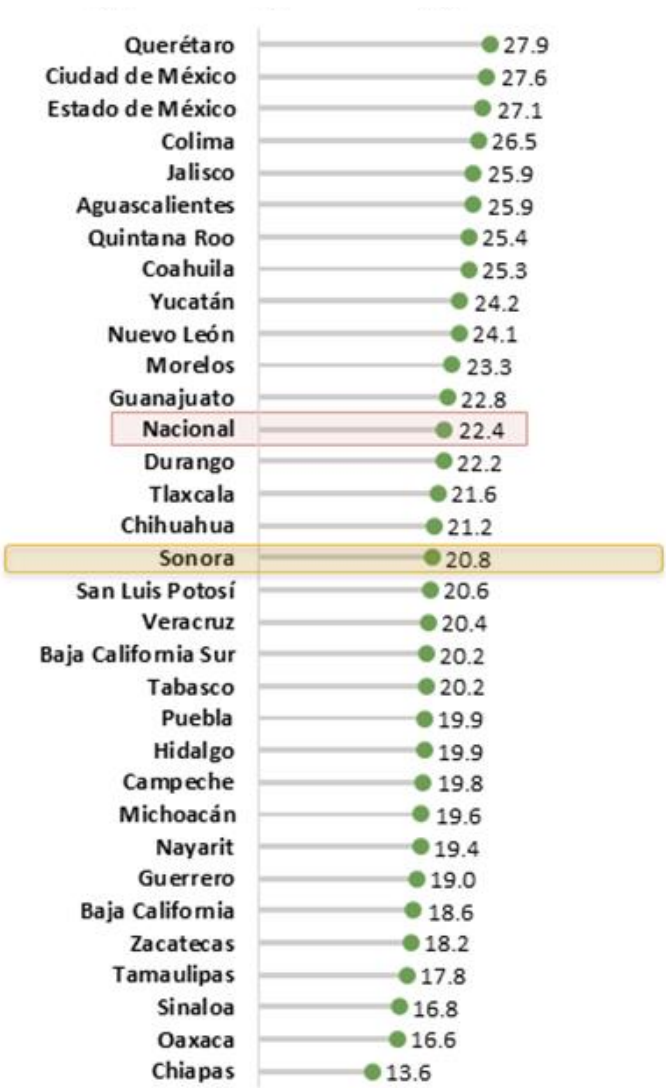 Querétaro 27.9
Ciudad de México 27.6
Estado de México 27.1
Colima 26.5
Jalisco 25.9
Aguascalientes 25.9
Quintana Roo 25.4
Coahuila 25.3
Yucatán 24.2
Nuevo León 24.1
Morelos 23.3
Guanajuato 22.8
Nacional 22.4
Durango 22.2
Tlaxcala 21.6
Chihuahua 21.2
Sonora 20.8
San Luis Potosí 20.6
Veracruz 20.4
Baja California Sur 20.2
Tabasco 20.2
Puebla 19.9
Hidalgo 19.9
Campeche 19.8
Michoacán 19.6
Nayarit 19.4
Guerrero 19.0
Baja California 18.6
Zacatecas 18.2
Tamaulipas 17.8
Sinaloa 16.8
Oaxaca 16.6
Chiapas 13.6